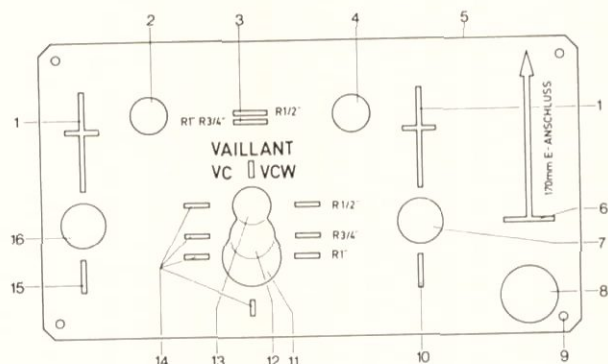 2 3 4 5
1 R1/2" 1
R1" R3/4"
VAILLANT
VC VCW
170mm E-ANSCHLUSS
R1/2"
6
16 R3/4" 7
R1"
15 8
14 13 12 11 10 9